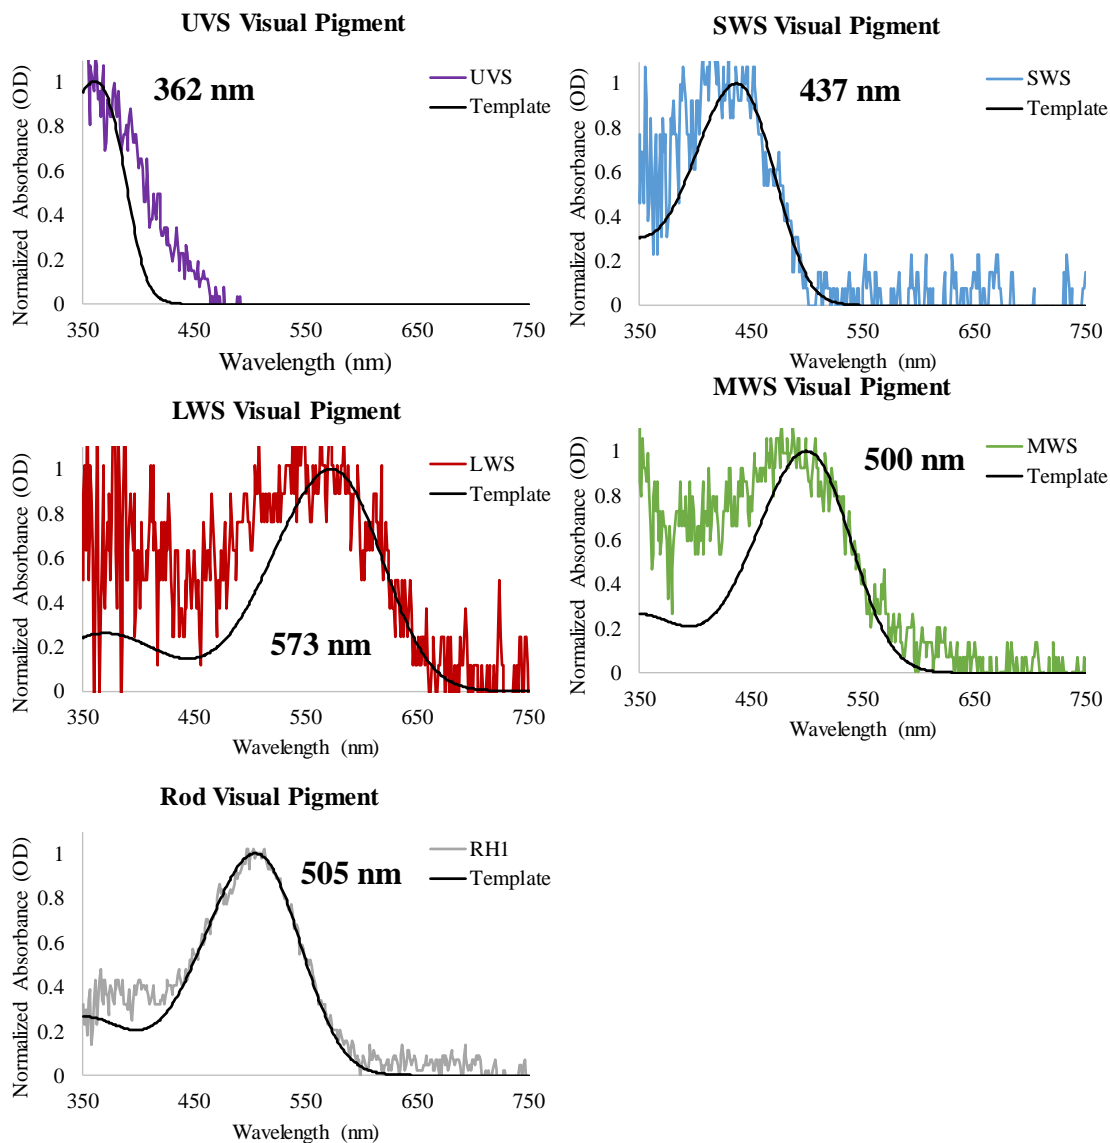 UVS Visual Pigment
Normalized Absorbance (OD)
1
0.8
0.6
0.4
0.2
0
362 nm
UVS
Template
350 450 550 650 750
Wavelength (nm)
SWS Visual Pigment
Normalized Absorbance (OD)
1
0.8
0.6
0.4
0.2
0
437 nm
SWS
Template
350 450 550 650 750
Wavelength (nm)
LWS Visual Pigment
Normalized Absorbance (OD)
1
0.8
0.6
0.4
0.2
0
LWS
Template
573 nm
350 450 550 650 750
Wavelength (nm)
MWS Visual Pigment
Normalized Absorbance (OD)
1
0.8
0.6
0.4
0.2
0
500 nm
MWS
Template
350 450 550 650 750
Wavelength (nm)
Rod Visual Pigment
Normalized Absorbance (OD)
1
0.8
0.6
0.4
0.2
0
505 nm
RH1
Template
350 450 550 650 750
Wavelength (nm)